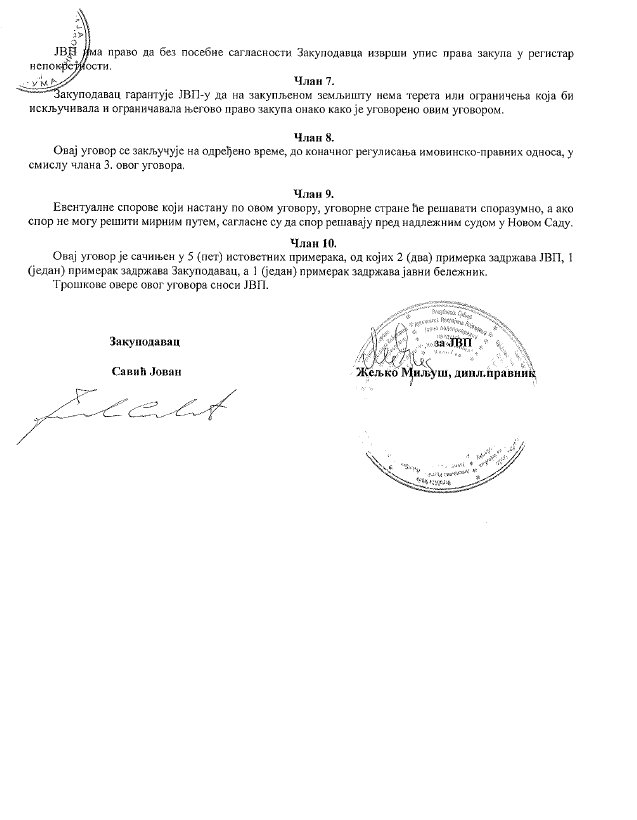 ЈВП има право да без посебне сагласности Закуподавца изврши упис права закупа у регистар
непокретности.
Члан 7.
Закуподавац гарантује ЈВП-у да на закупљеном земљишту нема терета или ограничења која би
искључивала и ограничавала његово право закупа онако како је уговорено овим уговором.
Члан 8.
Овај уговор се закључује на одређено време, до коначног регулисања имовинско-правних односа, у
смислу члана 3. овог уговора.
Члан 9.
Евентуалне спорове који настану по овом уговору, уговорне стране ће решавати споразумно, а ако
спор не могу решити мирним путем, сагласне су да спор решавају пред надлежним судом у Новом Саду.
Члан 10.
Овај уговор је сачињен у 5 (пет) истоветних примерака, од којих 2 (два) примерка задржава ЈВП, 1
(један) примерак задржава Закуподавац, а 1 (један) примерак задржава јавни бележник.
Трошкове овере овог уговора сноси ЈВП.
Закуподавац
за ЈВП
Савић Јован
Жељко Миљуш, дипл.правник
Република Србија